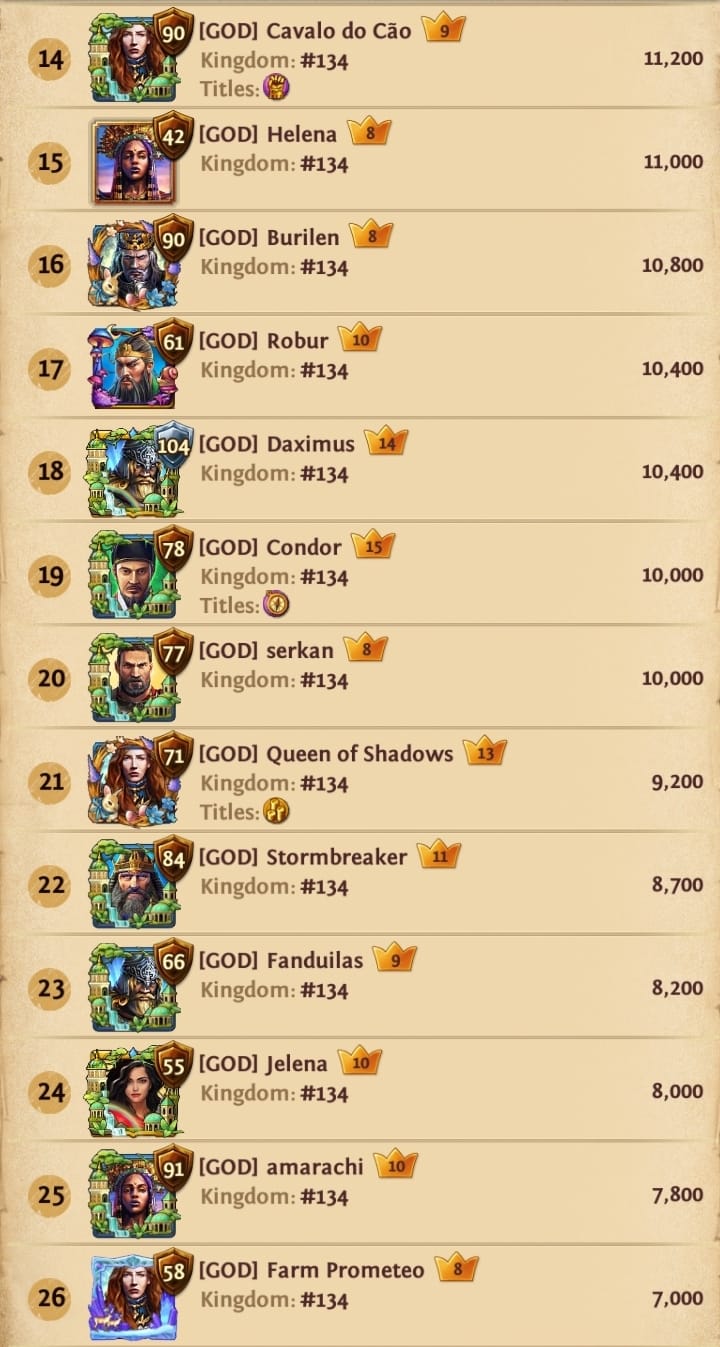 14
90
[GOD] Cavalo do Cão 9
Kingdom: #134
Titles:
11,200
15
42
[GOD] Helena 8
Kingdom: #134
11,000
16
90
[GOD] Burilen 8
Kingdom: #134
10,800
17
61
[GOD] Robur 10
Kingdom: #134
10,400
18
104
[GOD] Daximus 14
Kingdom: #134
10,400
19
78
[GOD] Condor 15
Kingdom: #134
Titles:
10,000
20
77
[GOD] serkan 8
Kingdom: #134
10,000
21
71
[GOD] Queen of Shadows 13
Kingdom: #134
Titles:
9,200
22
84
[GOD] Stormbreaker 11
Kingdom: #134
8,700
23
66
[GOD] Fanduilas 9
Kingdom: #134
8,200
24
55
[GOD] Jelena 10
Kingdom: #134
8,000
25
91
[GOD] amarachi 10
Kingdom: #134
7,800
26
58
[GOD] Farm Prometeo 8
Kingdom: #134
7,000